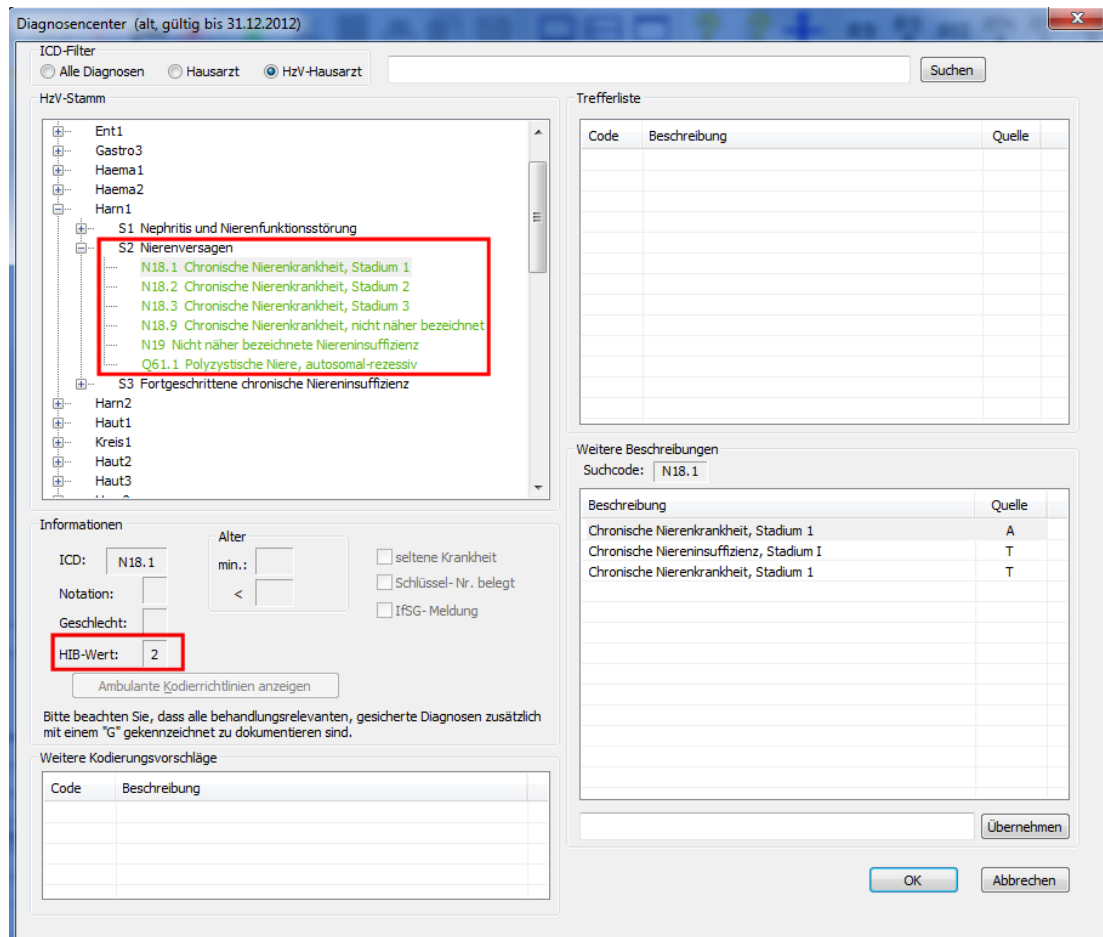 Diagnosencenter (alt, gültig bis 31.12.2012)
ICD-Filter
Alle Diagnosen Hausarzt HzV-Hausarzt Suchen
HzV-Stamm
Ent1
Gastro3
Haema1
Haema2
Harn1
S1 Nephritis und Nierenfunktionsstörung
S2 Nierenversagen
N18.1 Chronische Nierenkrankheit, Stadium 1
N18.2 Chronische Nierenkrankheit, Stadium 2
N18.3 Chronische Nierenkrankheit, Stadium 3
N18.9 Chronische Nierenkrankheit, nicht näher bezeichnet
N19 Nicht näher bezeichnete Niereninsuffizienz
Q61.1 Polyzystische Niere, autosomal-rezessiv
S3 Fortgeschrittene chronische Niereninsuffizienz
Harn2
Haut1
Kreis1
Haut2
Haut3
Trefferliste
Code Beschreibung Quelle
Informationen
ICD: N18.1
Notation:
Geschlecht:
HIB-Wert: 2
Alter
min.:
<
seltene Krankheit
Schlüssel-Nr. belegt
IfSG-Meldung
Ambulante Kodierrichtlinien anzeigen
Bitte beachten Sie, dass alle behandlungsrelevanten, gesicherte Diagnosen zusätzlich
mit einem "G" gekennzeichnet zu dokumentieren sind.
Weitere Kodierungsvorschläge
Code Beschreibung
Weitere Beschreibungen
Suchcode: N18.1
Beschreibung Quelle
Chronische Nierenkrankheit, Stadium 1 A
Chronische Niereninsuffizienz, Stadium I T
Chronische Nierenkrankheit, Stadium 1 T
Übernehmen
OK Abbrechen